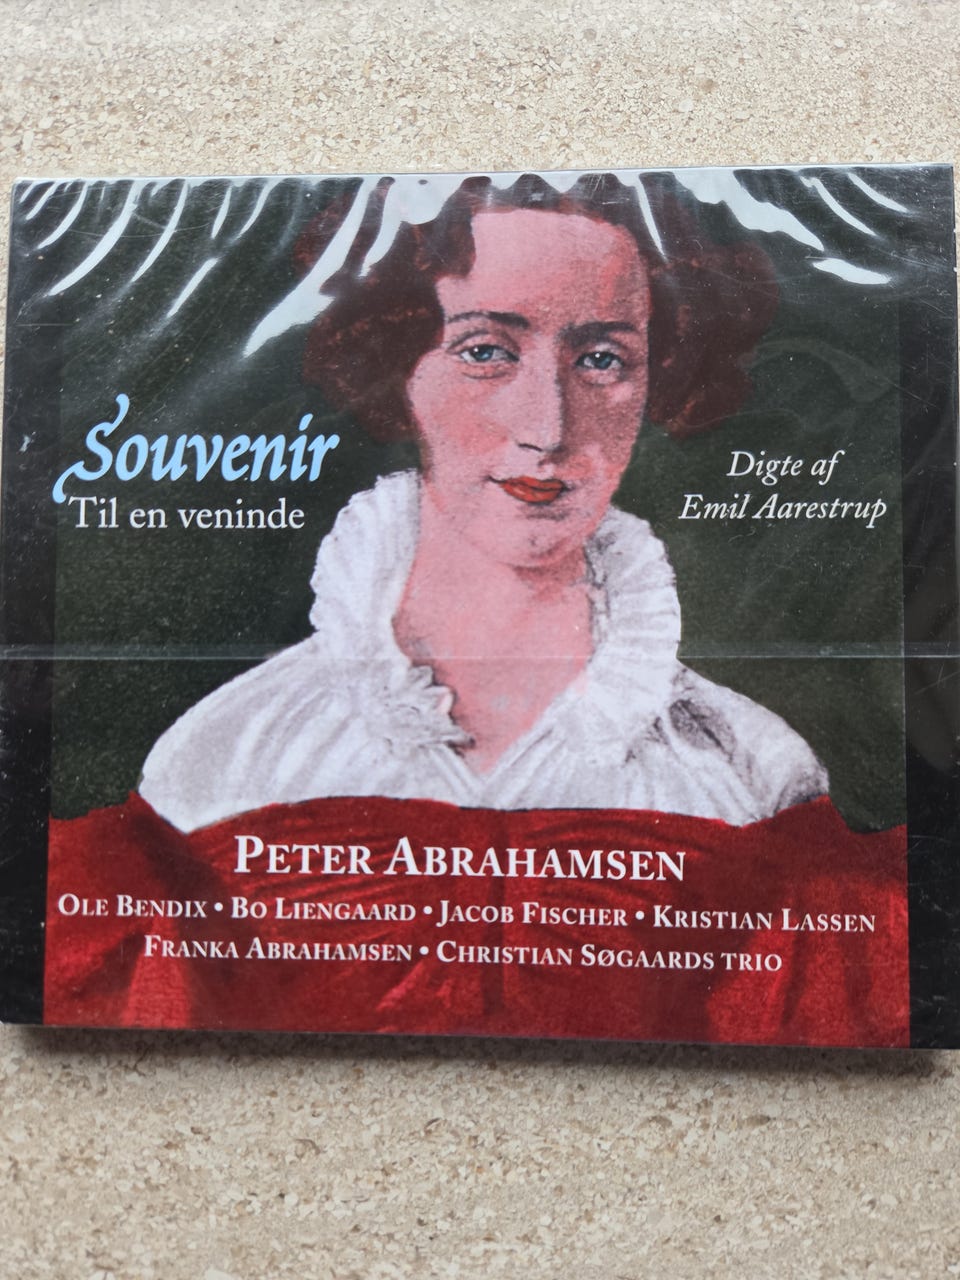 Souvenir
Til en veninde
Digte af
Emil Aarestrup
PETER ABRAHAMSEN
OLE BENDIX • BO LIENGAARD • JACOB FISCHER • KRISTIAN LASSEN
FRANKA ABRAHAMSEN • CHRISTIAN SØGAARDS TRIO